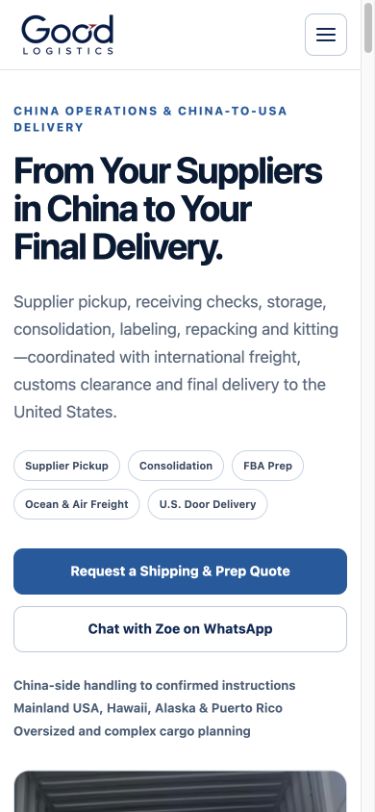 Good
LOGISTICS
CHINA OPERATIONS & CHINA-TO-USA
DELIVERY
From Your Suppliers
in China to Your
Final Delivery.
Supplier pickup, receiving checks, storage,
consolidation, labeling, repacking and kitting
—coordinated with international freight,
customs clearance and final delivery to the
United States.
Supplier Pickup
Consolidation
FBA Prep
Ocean & Air Freight
U.S. Door Delivery
Request a Shipping & Prep Quote
Chat with Zoe on WhatsApp
China-side handling to confirmed instructions
Mainland USA, Hawaii, Alaska & Puerto Rico
Oversized and complex cargo planning